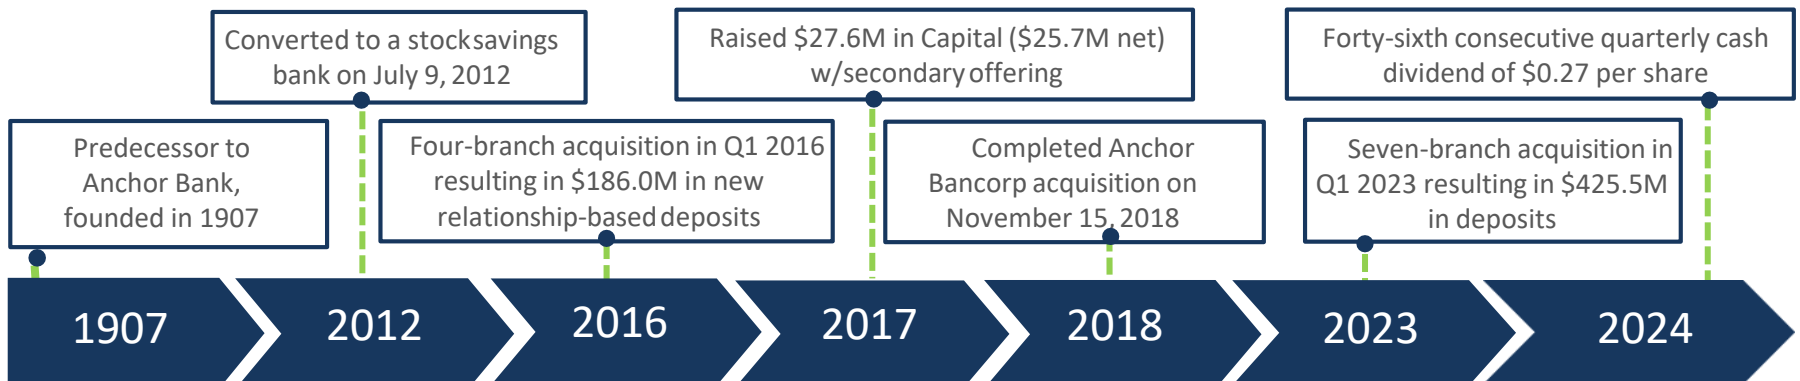 Predecessor to
Anchor Bank,
founded in 1907
Converted to a stock savings
bank on July 9, 2012
Four-branch acquisition in Q1 2016
resulting in $186.0M in new
relationship-based deposits
Raised $27.6M in Capital ($25.7M net)
w/secondary offering
Completed Anchor
Bancorp acquisition on
November 15, 2018
Seven-branch acquisition in
Q1 2023 resulting in $425.5M
in deposits
Forty-sixth consecutive quarterly cash
dividend of $0.27 per share
1907
2012
2016
2017
2018
2023
2024